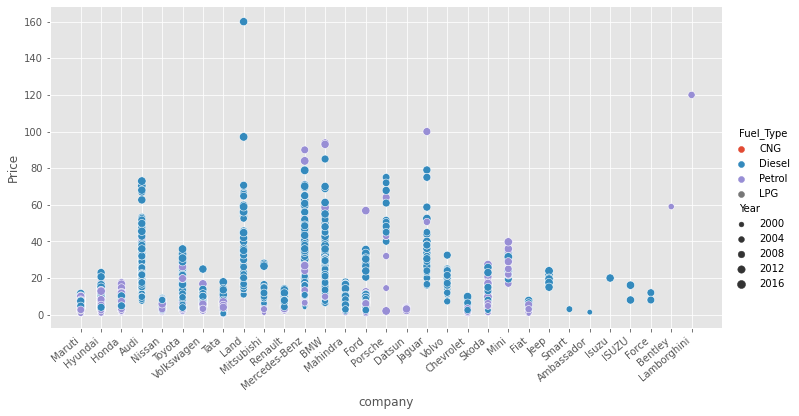 160
140
120
100
80
60
40
20
0
Price
Maruti
Hyundai
Honda
Audi
Nissan
Toyota
Volkswagen
Tata
Land
Mitsubishi
Renault
Mercedes-Benz
BMW
Mahindra
Ford
Porsche
Datsun
Jaguar
Volvo
Chevrolet
Skoda
Mini
Fiat
Jeep
Smart
Ambassador
Isuzu
ISUZU
Force
Bentley
Lamborghini
company
Fuel_Type
CNG
Diesel
Petrol
LPG
Year
2000
2004
2008
2012
2016